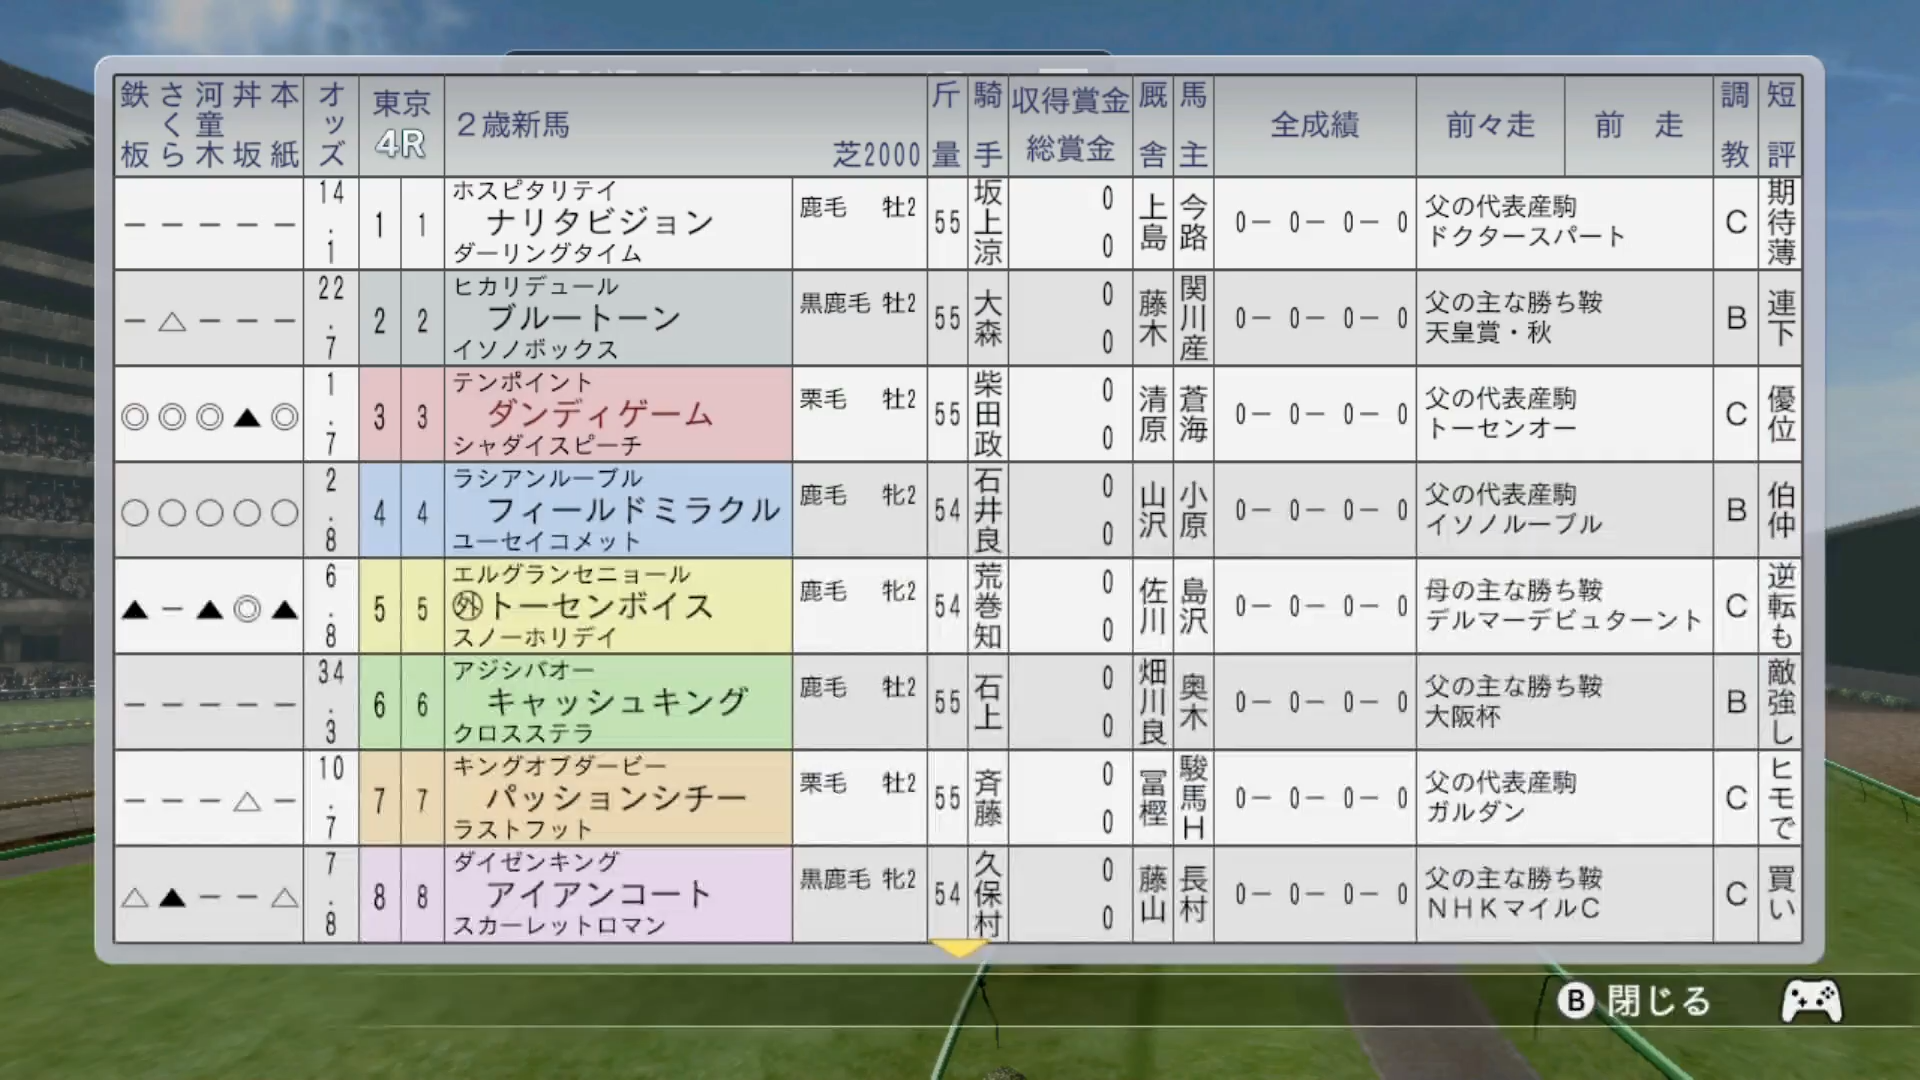 鉄板 さくら 河童木 丼坂 本紙 オッズ 東京 4R 2歳新馬 芝2000 斤量 騎手 収得賞金 総賞金 厩舎 馬主 全成績 前々走 前 走 調教 短評
－ － － － － 14.1 1 1 ホスピタリテイ
ナリタビジョン
ダーリングタイム
鹿毛 牡2 55 坂上涼 0 0 上島 今路 0－ 0－ 0－ 0 父の代表産駒
ドクタースパート
C 期待薄
－ △ － － － 22.7 2 2 ヒカリデュール
ブルートーン
イソノボックス
黒鹿毛 牡2 55 大森 0 0 藤木 関川産 0－ 0－ 0－ 0 父の主な勝ち鞍
天皇賞・秋
B 連下
◎ ◎ ◎ ▲ ◎ 1.7 3 3 テンポイント
ダンディゲーム
シャダイスピーチ
栗毛 牡2 55 柴田政 0 0 清原 蒼海 0－ 0－ 0－ 0 父の代表産駒
トーセンオー
C 優位
○ ○ ○ ○ ○ 2.8 4 4 ラシアンルーブル
フィールドミラクル
ユーセイコメット
鹿毛 牝2 54 石井良 0 0 山沢 小原 0－ 0－ 0－ 0 父の代表産駒
イソノルーブル
B 伯仲
▲ － ▲ ◎ ▲ 6.8 5 5 エルグランセニョール
㊕トーセンボイス
スノーホリデイ
鹿毛 牝2 54 荒巻知 0 0 佐川 島沢 0－ 0－ 0－ 0 母の主な勝ち鞍
デルマーデビュターント
C 逆転も
－ － － － － 34.3 6 6 アジシバオー
キャッシュキング
クロスステラ
鹿毛 牡2 55 石上 0 0 畑川良 奥木 0－ 0－ 0－ 0 父の主な勝ち鞍
大阪杯
B 敵強し
－ － － △ － 10.7 7 7 キングオブダービー
パッションシチー
ラストフット
栗毛 牡2 55 斉藤 0 0 冨樫 駿馬H 0－ 0－ 0－ 0 父の代表産駒
ガルダン
C ヒモで
△ ▲ － － △ 7.8 8 8 ダイゼンキング
アイアンコート
スカーレットロマン
黒鹿毛 牝2 54 久保村 0 0 藤山 長村 0－ 0－ 0－ 0 父の主な勝ち鞍
NHKマイルC
C 買い
B 閉じる